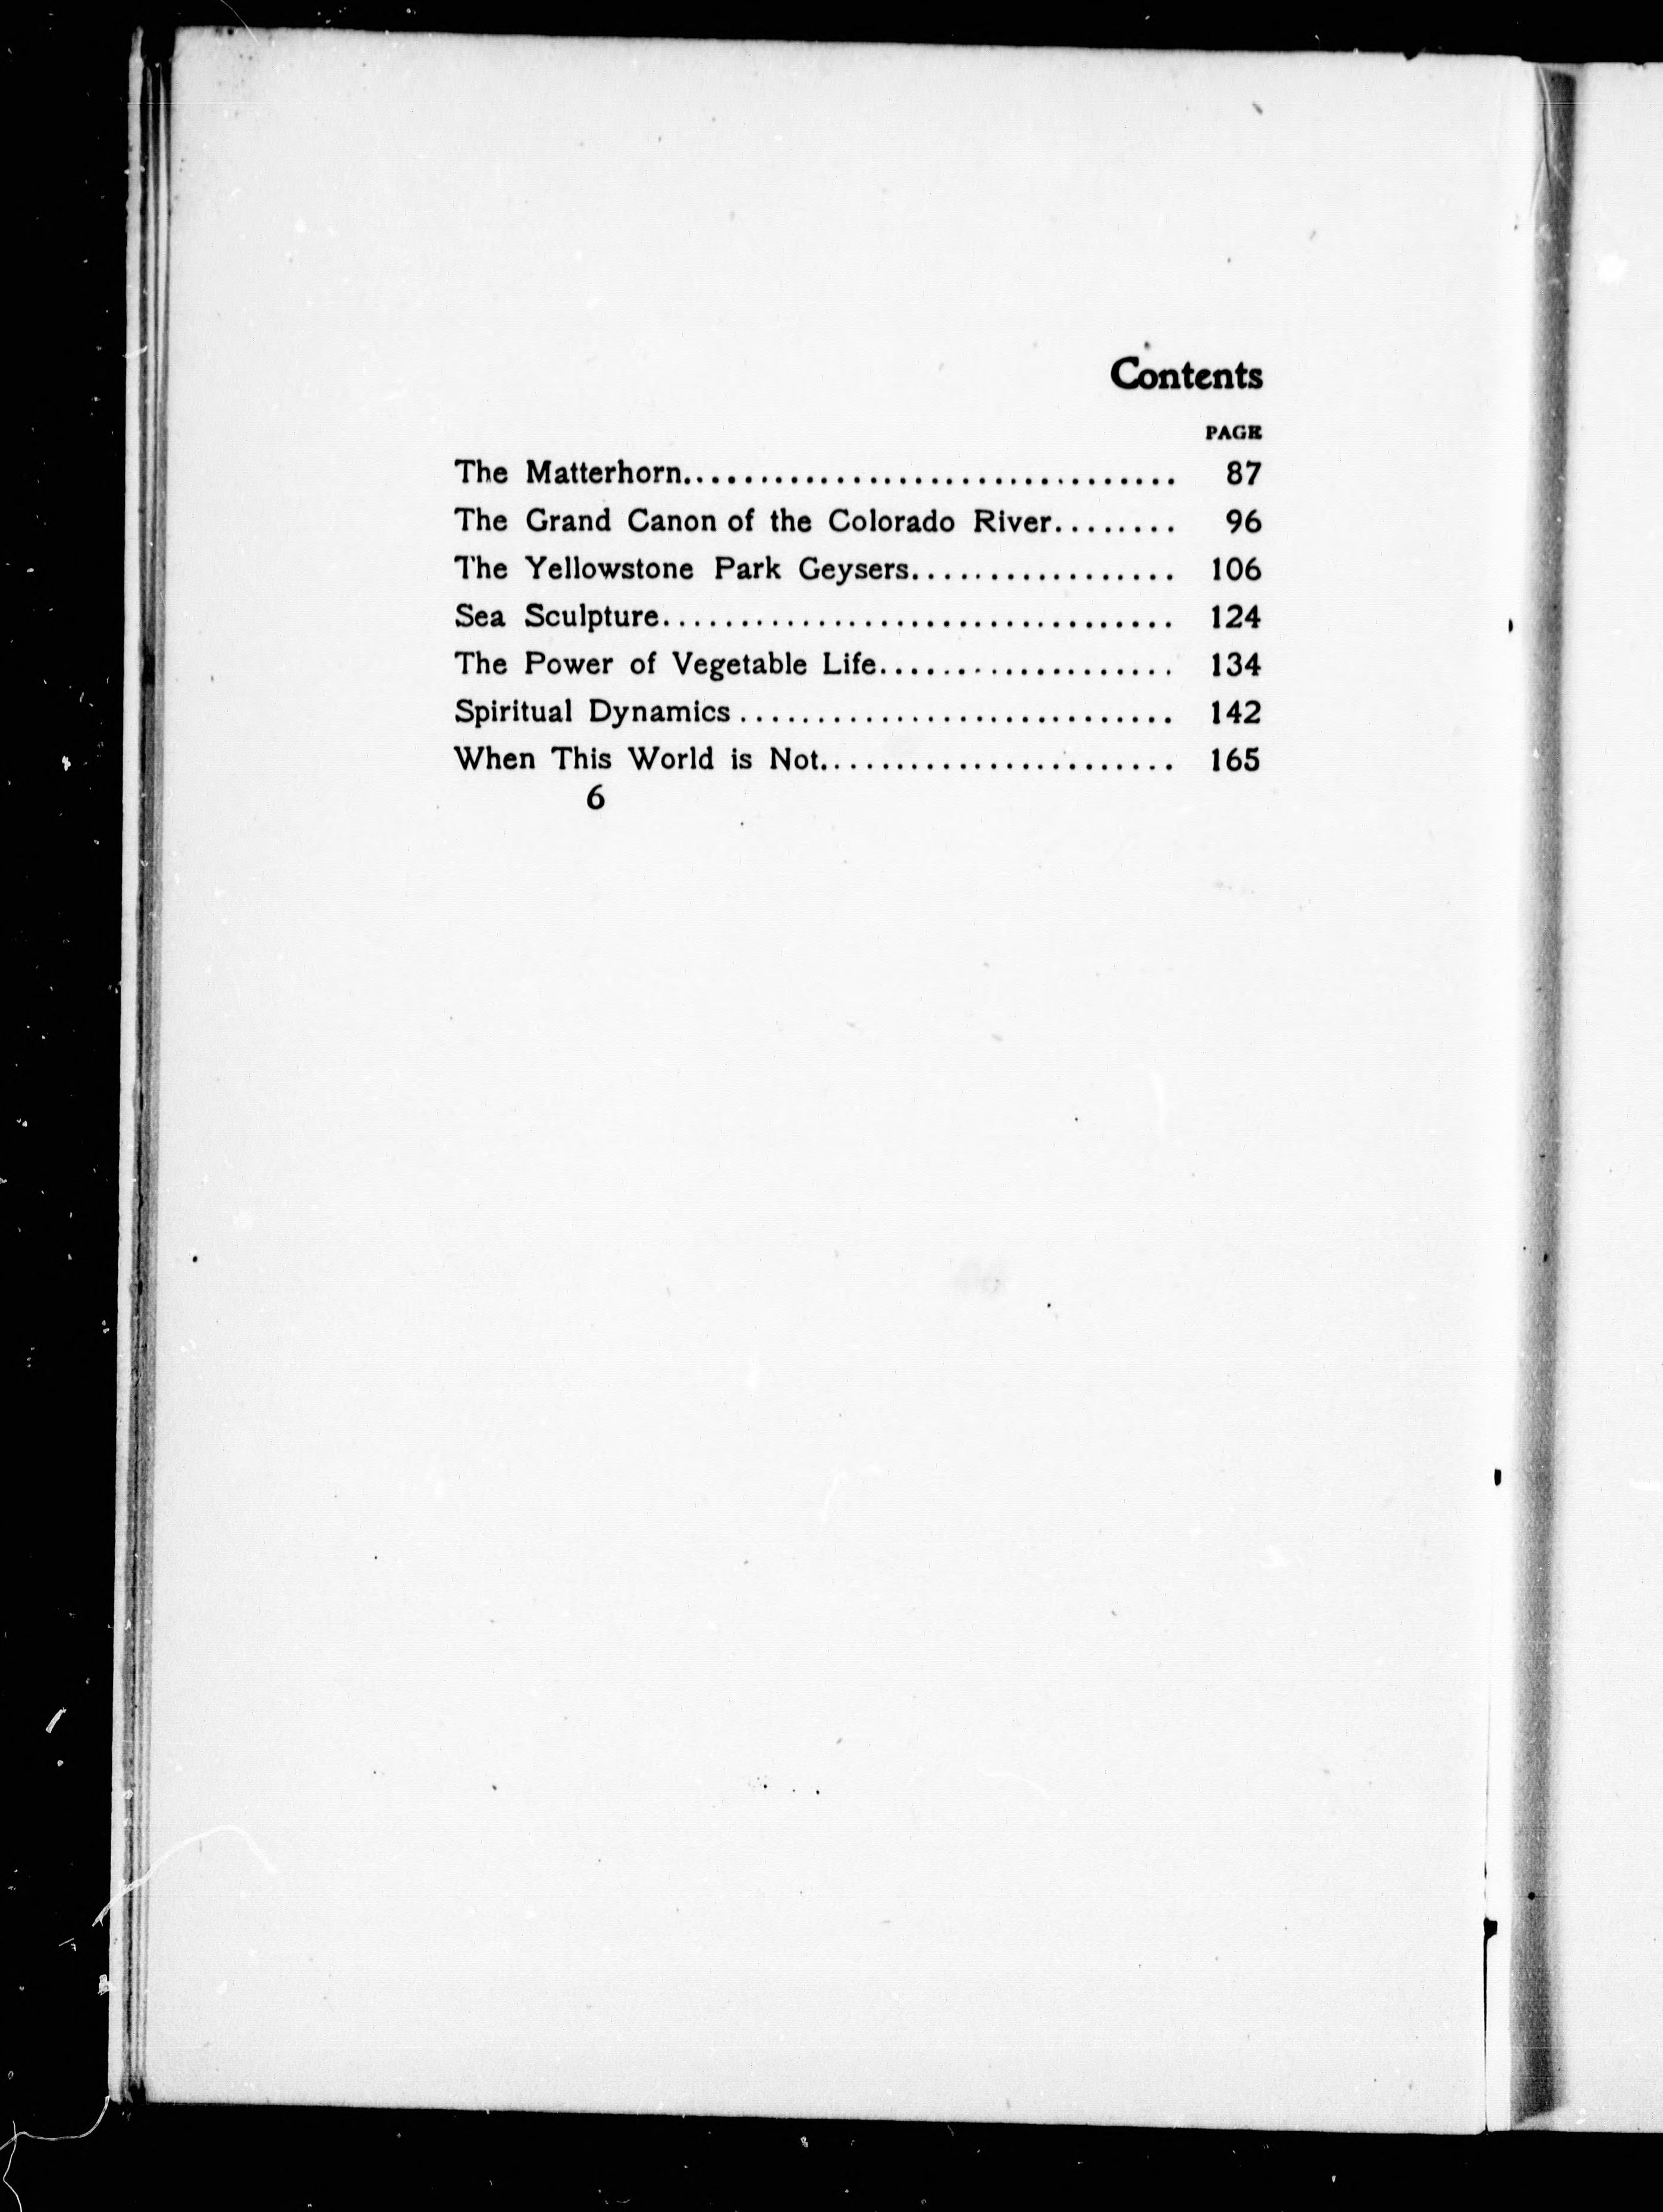 Contents
PAGE
The Matterhorn................................ 87
The Grand Canon of the Colorado River........ 96
The Yellowstone Park Geysers................. 106
Sea Sculpture................................. 124
The Power of Vegetable Life................... 134
Spiritual Dynamics............................ 142
When This World is Not....................... 165
6